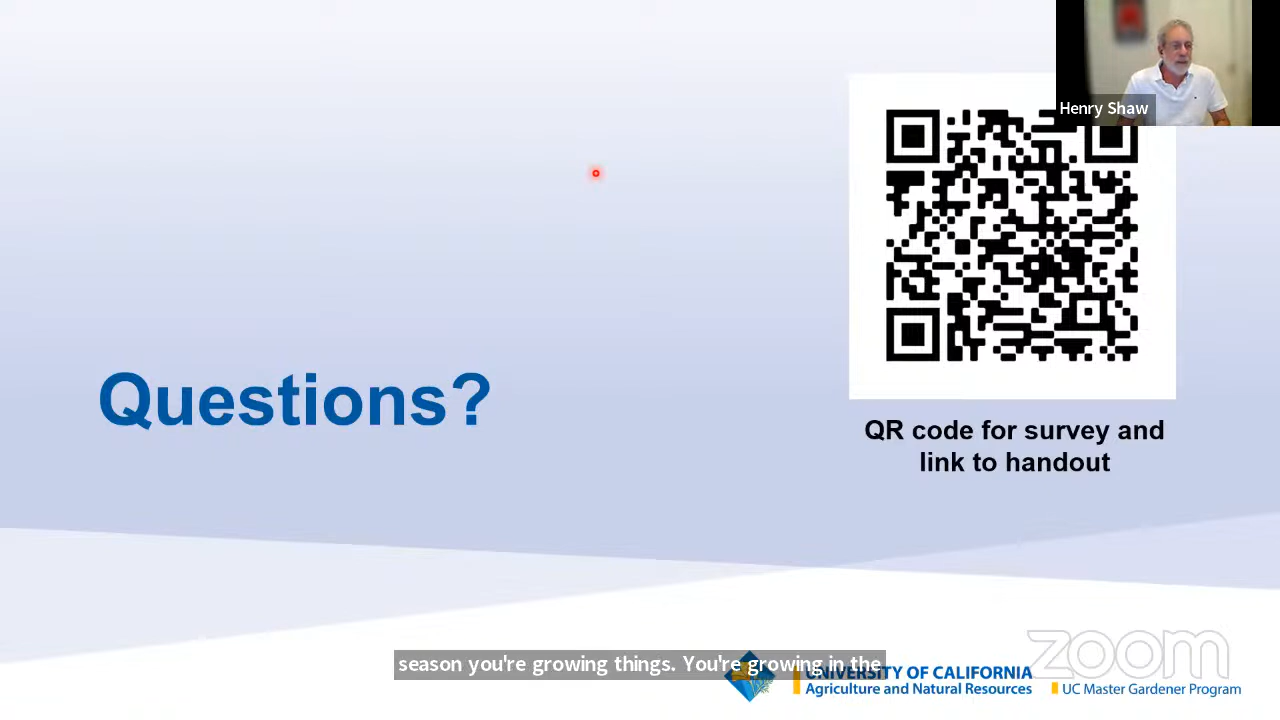 Henry Shaw
Questions?
QR code for survey and
link to handout
zoom
season you're growing things. You're growing in the
UNIVERSITY OF CALIFORNIA
Agriculture and Natural Resources
UC Master Gardener Program